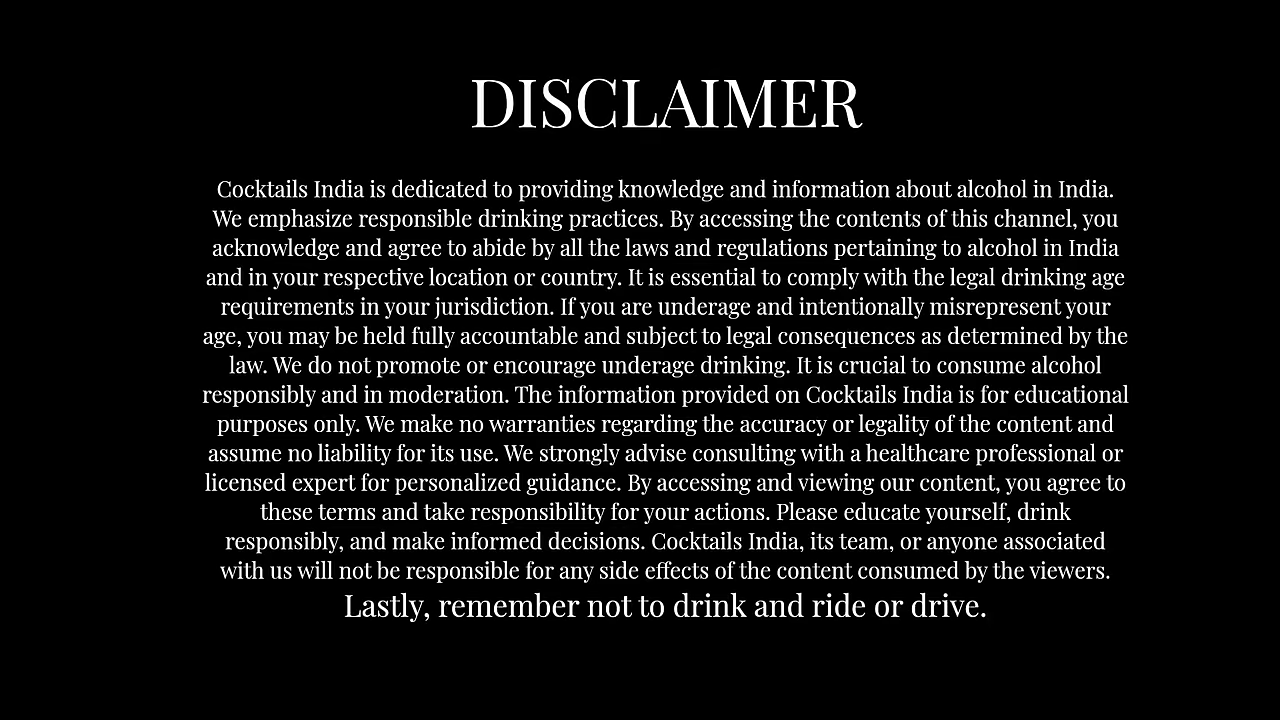 DISCLAIMER
Cocktails India is dedicated to providing knowledge and information about alcohol in India.
We emphasize responsible drinking practices. By accessing the contents of this channel, you
acknowledge and agree to abide by all the laws and regulations pertaining to alcohol in India
and in your respective location or country. It is essential to comply with the legal drinking age
requirements in your jurisdiction. If you are underage and intentionally misrepresent your
age, you may be held fully accountable and subject to legal consequences as determined by the
law. We do not promote or encourage underage drinking. It is crucial to consume alcohol
responsibly and in moderation. The information provided on Cocktails India is for educational
purposes only. We make no warranties regarding the accuracy or legality of the content and
assume no liability for its use. We strongly advise consulting with a healthcare professional or
licensed expert for personalized guidance. By accessing and viewing our content, you agree to
these terms and take responsibility for your actions. Please educate yourself, drink
responsibly, and make informed decisions. Cocktails India, its team, or anyone associated
with us will not be responsible for any side effects of the content consumed by the viewers.
Lastly, remember not to drink and ride or drive.